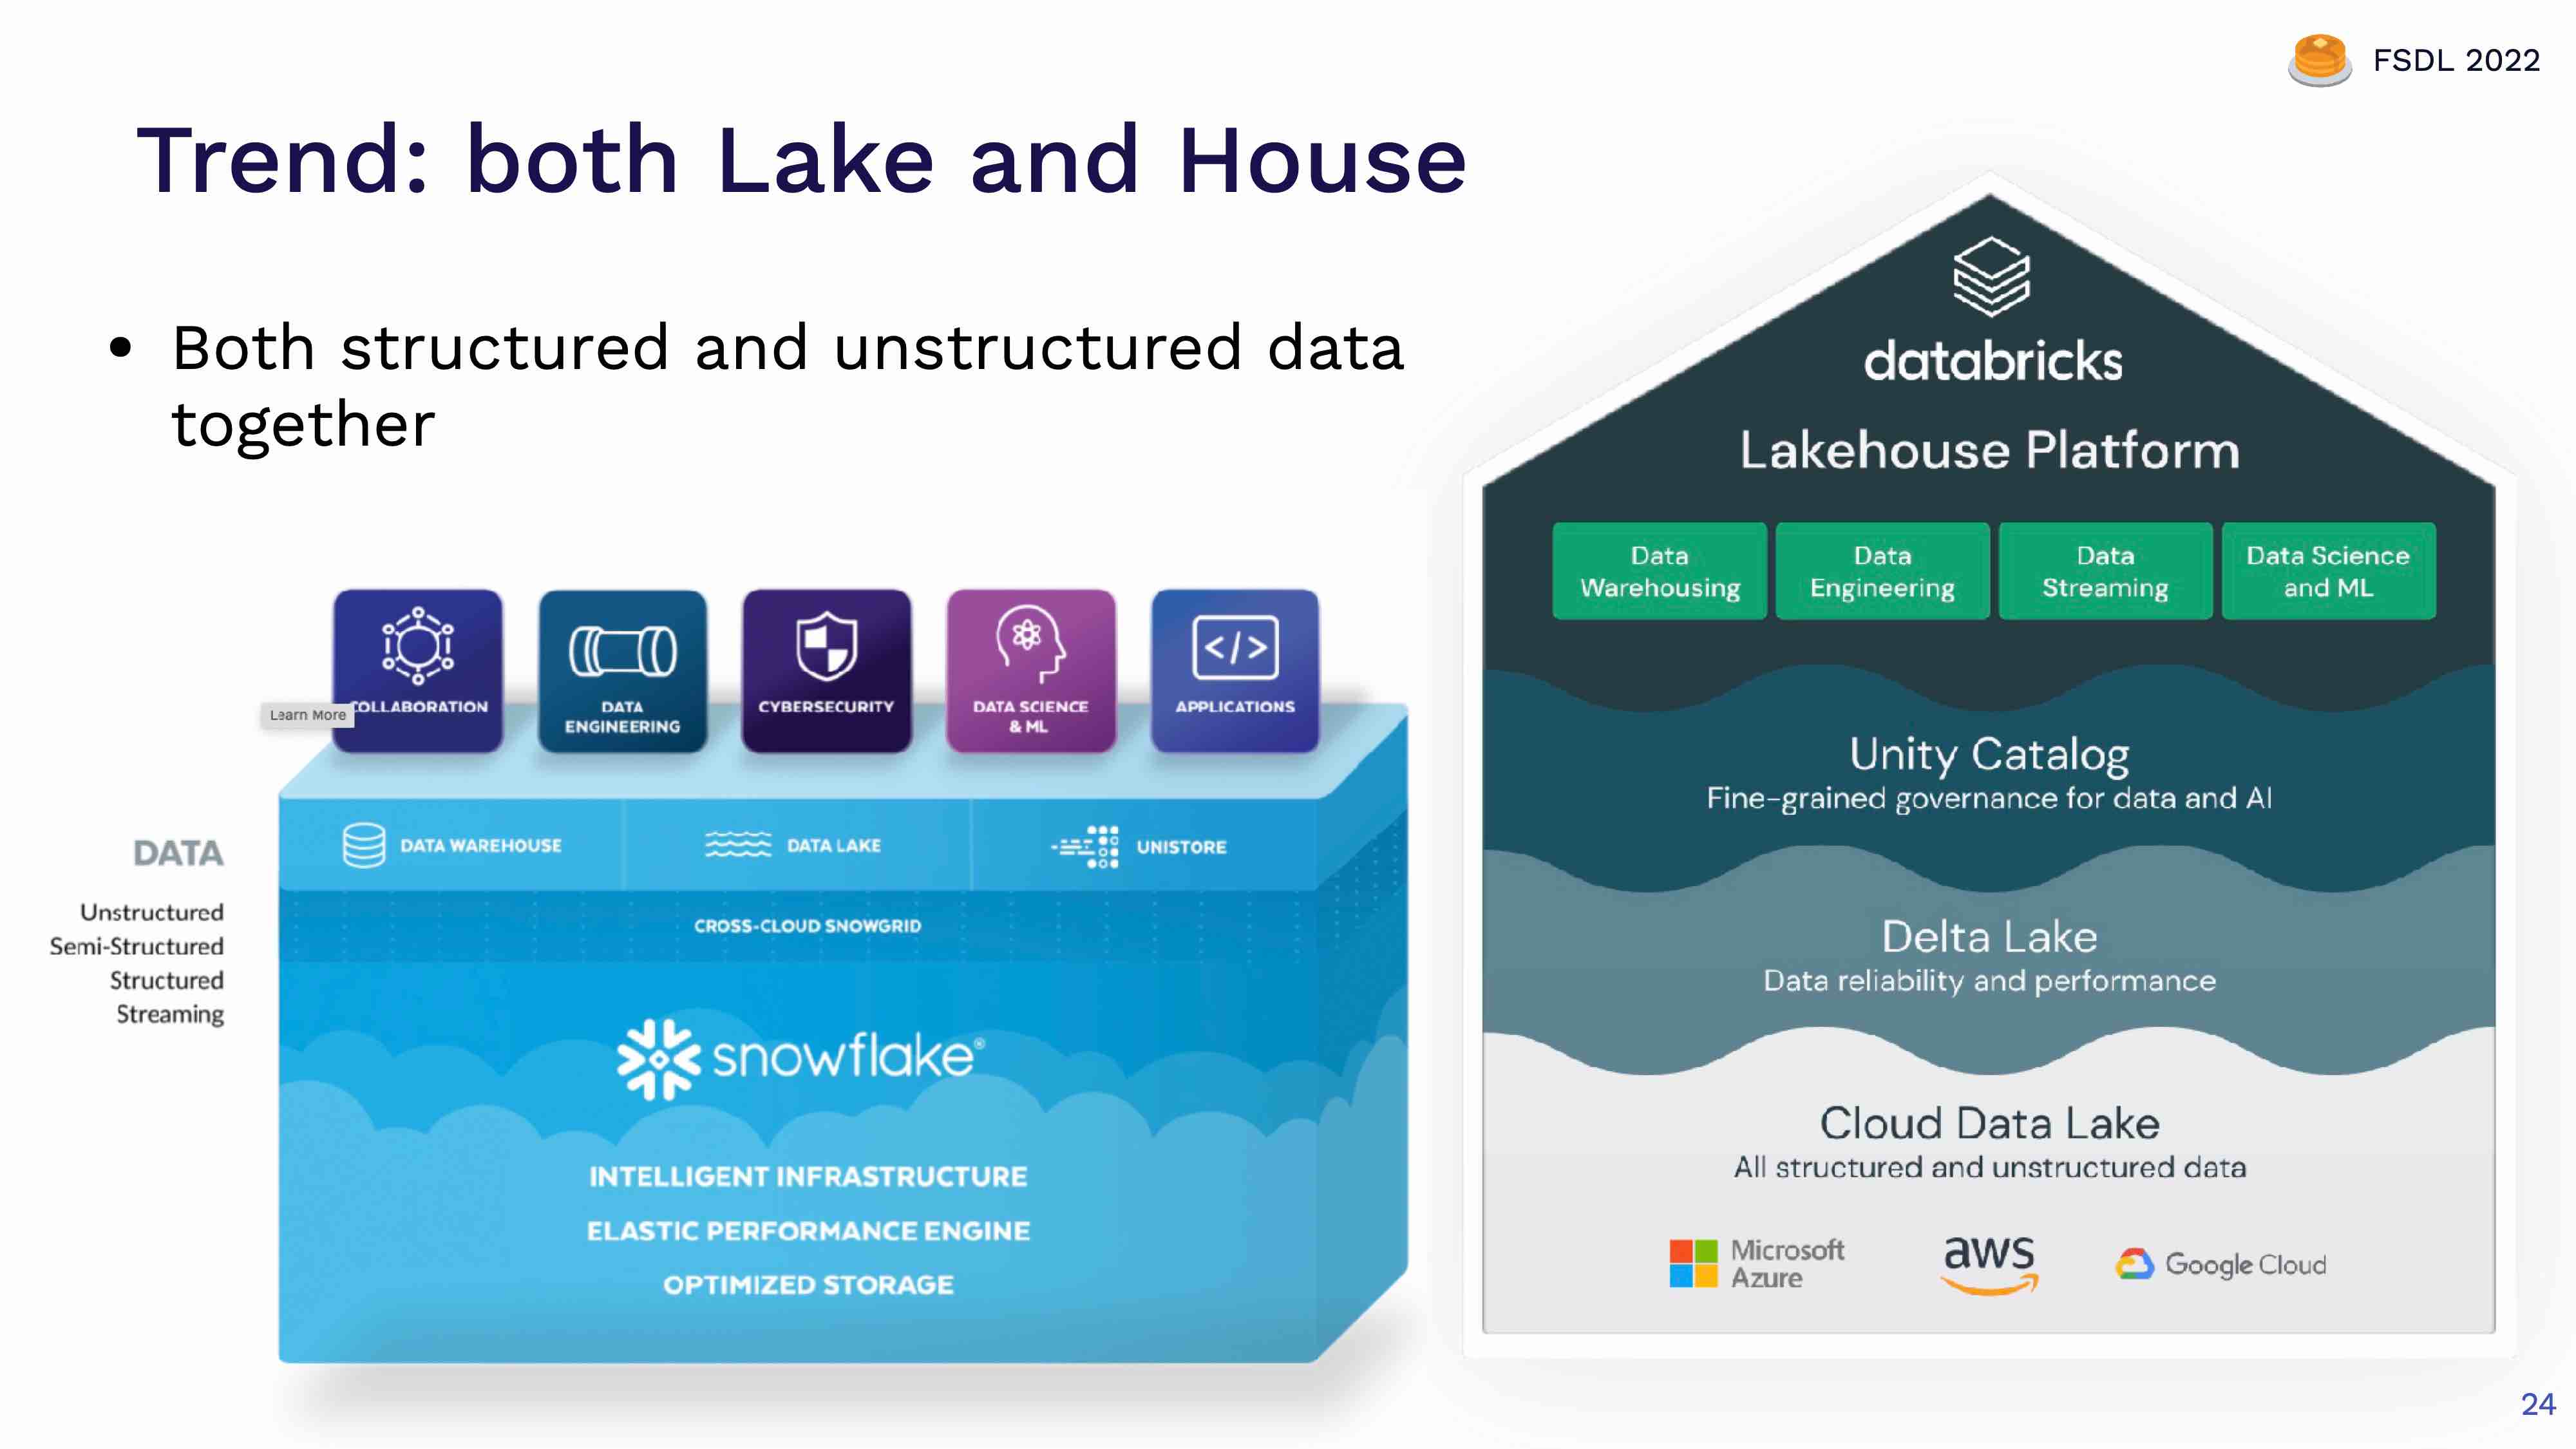 FSDL 2022
Trend: both Lake and House
• Both structured and unstructured data
together
COLLABORATION
DATA
ENGINEERING
CYBERSECURITY
DATA SCIENCE
& ML
APPLICATIONS
Learn More
DATA
Unstructured
Semi-Structured
Structured
Streaming
DATA WAREHOUSE
DATA LAKE
UNISTORE
CROSS-CLOUD SNOWGRID
snowflake®
INTELLIGENT INFRASTRUCTURE
ELASTIC PERFORMANCE ENGINE
OPTIMIZED STORAGE
databricks
Lakehouse Platform
Data
Warehousing
Data
Engineering
Data
Streaming
Data Science
and ML
Unity Catalog
Fine-grained governance for data and AI
Delta Lake
Data reliability and performance
Cloud Data Lake
All structured and unstructured data
Microsoft
Azure
aws
Google Cloud
24